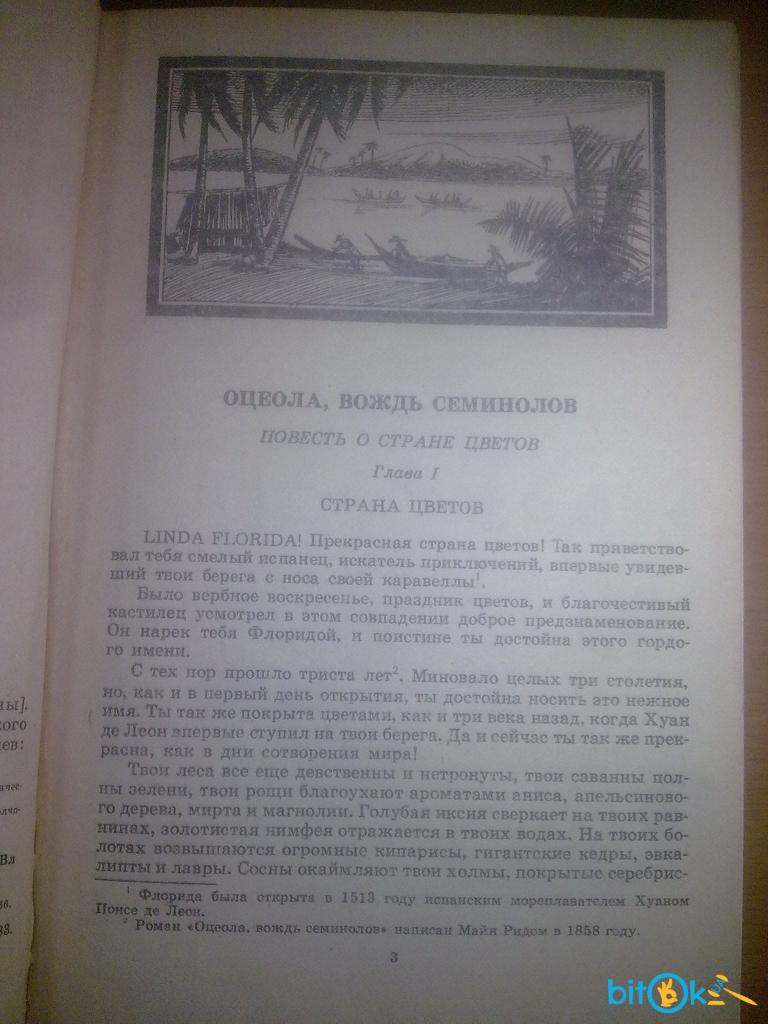 ОЦЕОЛА, ВОЖДЬ СЕМИНОЛОВ
ПОВЕСТЬ О СТРАНЕ ЦВЕТОВ
Глава I
СТРАНА ЦВЕТОВ
LINDA FLORIDA! Прекрасная страна цветов! Так приветство-
вал тебя смелый испанец, искатель приключений, впервые увидев-
ший твои берега с носа своей каравеллы¹.
Было вербное воскресенье, праздник цветов, и благочестивый
кастилец усмотрел в этом совпадении доброе предзнаменование.
Он нарек тебя Флоридой, и поистине ты достойна этого гордо-
го имени.
С тех пор прошло триста лет². Миновало целых три столетия,
но, как и в первый день открытия, ты достойна носить это нежное
имя. Ты так же покрыта цветами, как и три века назад, когда Хуан
де Леон впервые ступил на твои берега. Да и сейчас ты так же прек-
расна, как в дни сотворения мира!
Твои леса все еще девственны и нетронуты, твои саванны пол-
ны зелени, твои рощи благоухают ароматами аниса, апельсиново-
го дерева, мирта и магнолии. Голубая иксия сверкает на твоих рав-
нинах, золотистая нимфея отражается в твоих водах. На твоих бо-
лотах возвышаются огромные кипарисы, гигантские кедры, эвка-
липты и лавры. Сосны окаймляют твои холмы, покрытые серебрис-
¹ Флорида была открыта в 1513 году испанским мореплавателем Хуаном
Понсе де Леон.
² Роман «Оцеола, вождь семинолов» написан Майн Ридом в 1858 году.
3
ны].
кого
ев:
Вл
56.
83.
bitOk
UA